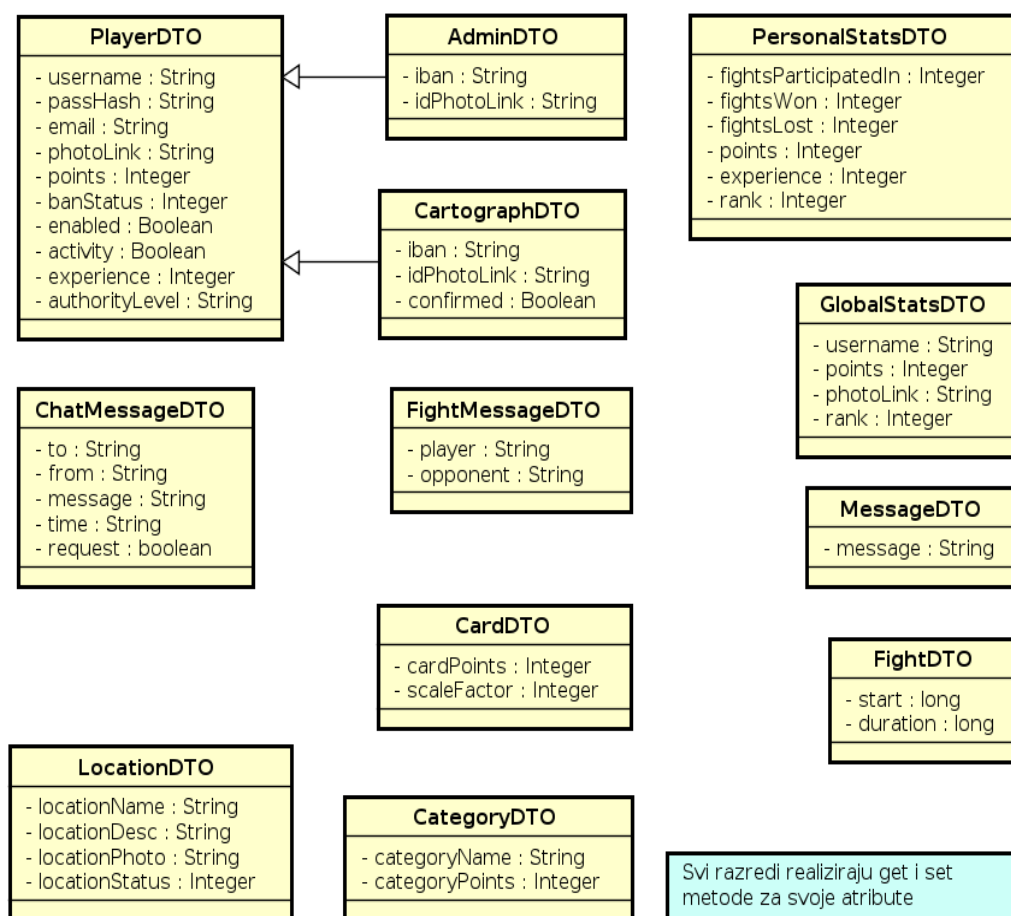 PlayerDTO
- username : String
- passHash : String
- email : String
- photoLink : String
- points : Integer
- banStatus : Integer
- enabled : Boolean
- activity : Boolean
- experience : Integer
- authorityLevel : String
AdminDTO
- iban : String
- idPhotoLink : String
PersonalStatsDTO
- fightsParticipatedIn : Integer
- fightsWon : Integer
- fightsLost : Integer
- points : Integer
- experience : Integer
- rank : Integer
CartographDTO
- iban : String
- idPhotoLink : String
- confirmed : Boolean
GlobalStatsDTO
- username : String
- points : Integer
- photoLink : String
- rank : Integer
ChatMessageDTO
- to : String
- from : String
- message : String
- time : String
- request : boolean
FightMessageDTO
- player : String
- opponent : String
MessageDTO
- message : String
CardDTO
- cardPoints : Integer
- scaleFactor : Integer
FightDTO
- start : long
- duration : long
LocationDTO
- locationName : String
- locationDesc : String
- locationPhoto : String
- locationStatus : Integer
CategoryDTO
- categoryName : String
- categoryPoints : Integer
Svi razredi realiziraju get i set
metode za svoje atribute